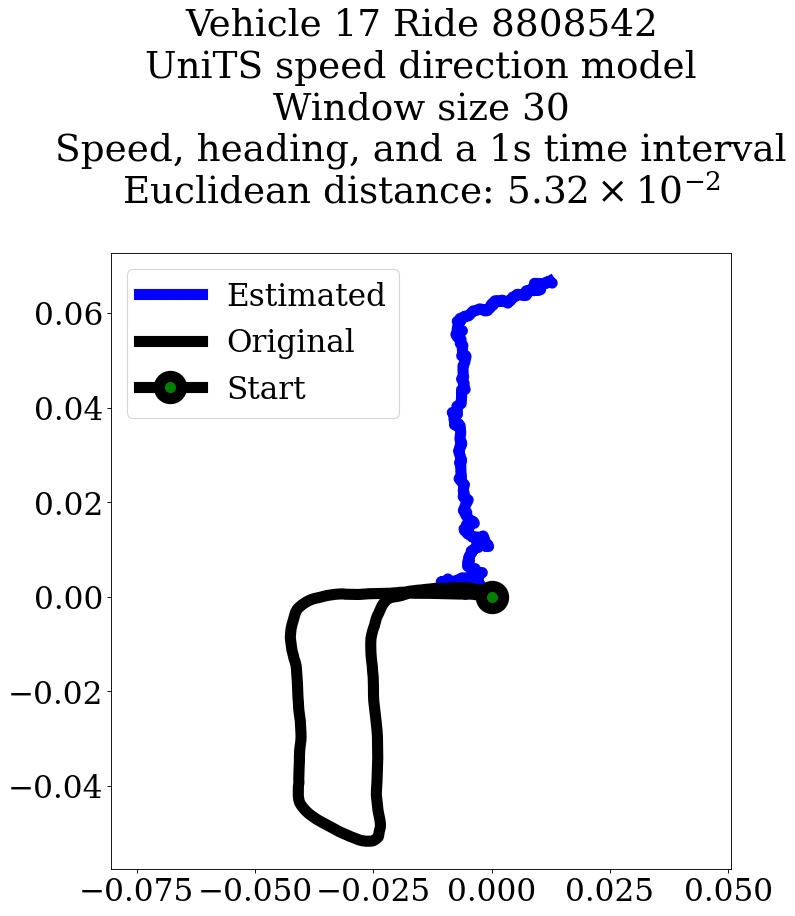 Vehicle 17 Ride 8808542
UniTS speed direction model
Window size 30
Speed, heading, and a 1s time interval
Euclidean distance: 5.32 × 10⁻²
Estimated
Original
Start
0.06
0.04
0.02
0.00
−0.02
−0.04
−0.075 −0.050 −0.025 0.000 0.025 0.050